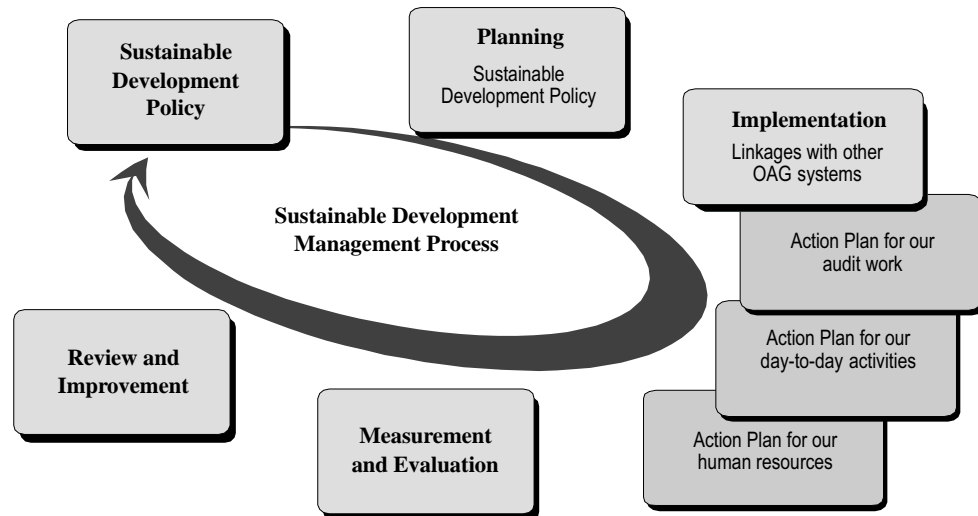 Sustainable
Development
Policy
Planning
Sustainable
Development Policy
Implementation
Linkages with other
OAG systems
Action Plan for our
audit work
Action Plan for our
day-to-day activities
Action Plan for our
human resources
Measurement
and Evaluation
Review and
Improvement
Sustainable Development
Management Process